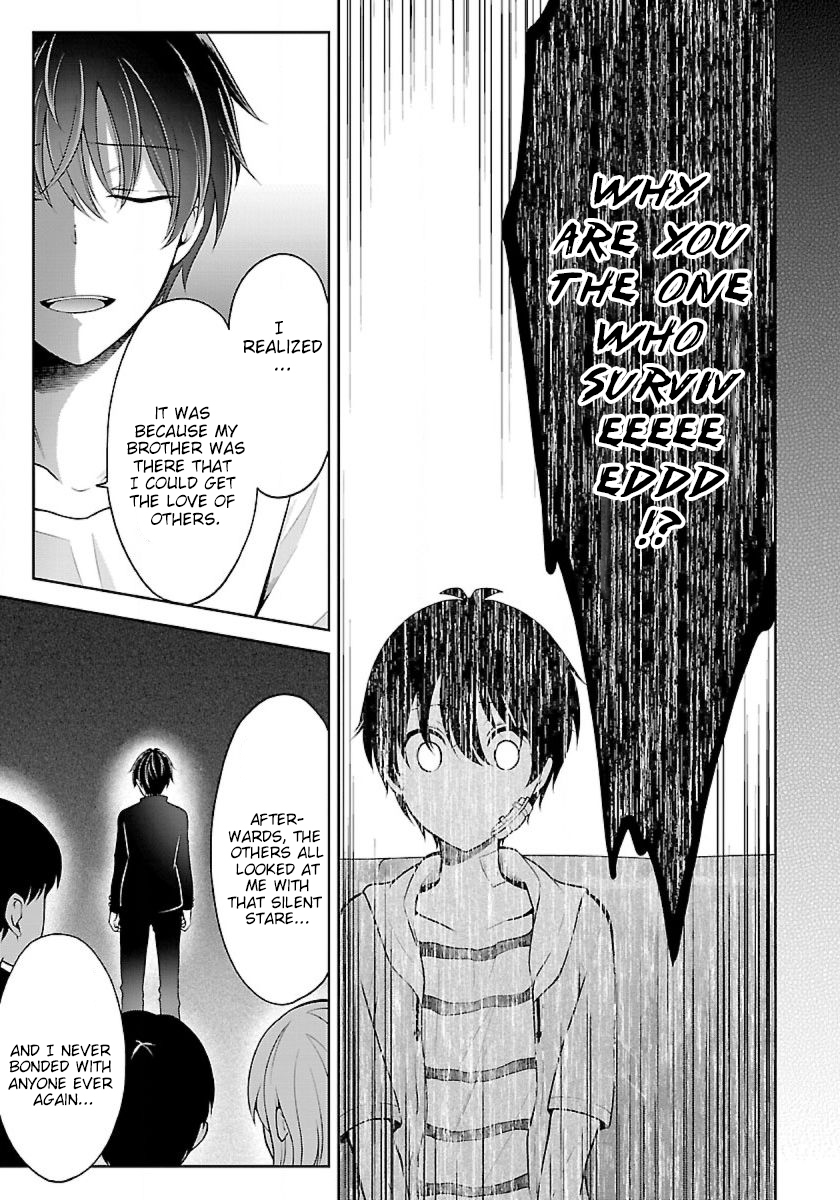 WHY
ARE YOU
THE ONE
WHO
SURVIV
EEEEE
EDDD
!?
I
REALIZED
...
IT WAS
BECAUSE MY
BROTHER WAS
THERE THAT
I COULD GET
THE LOVE OF
OTHERS.
AFTER-
WARDS, THE
OTHERS ALL
LOOKED AT
ME WITH
THAT SILENT
STARE...
AND I NEVER
BONDED WITH
ANYONE EVER
AGAIN...